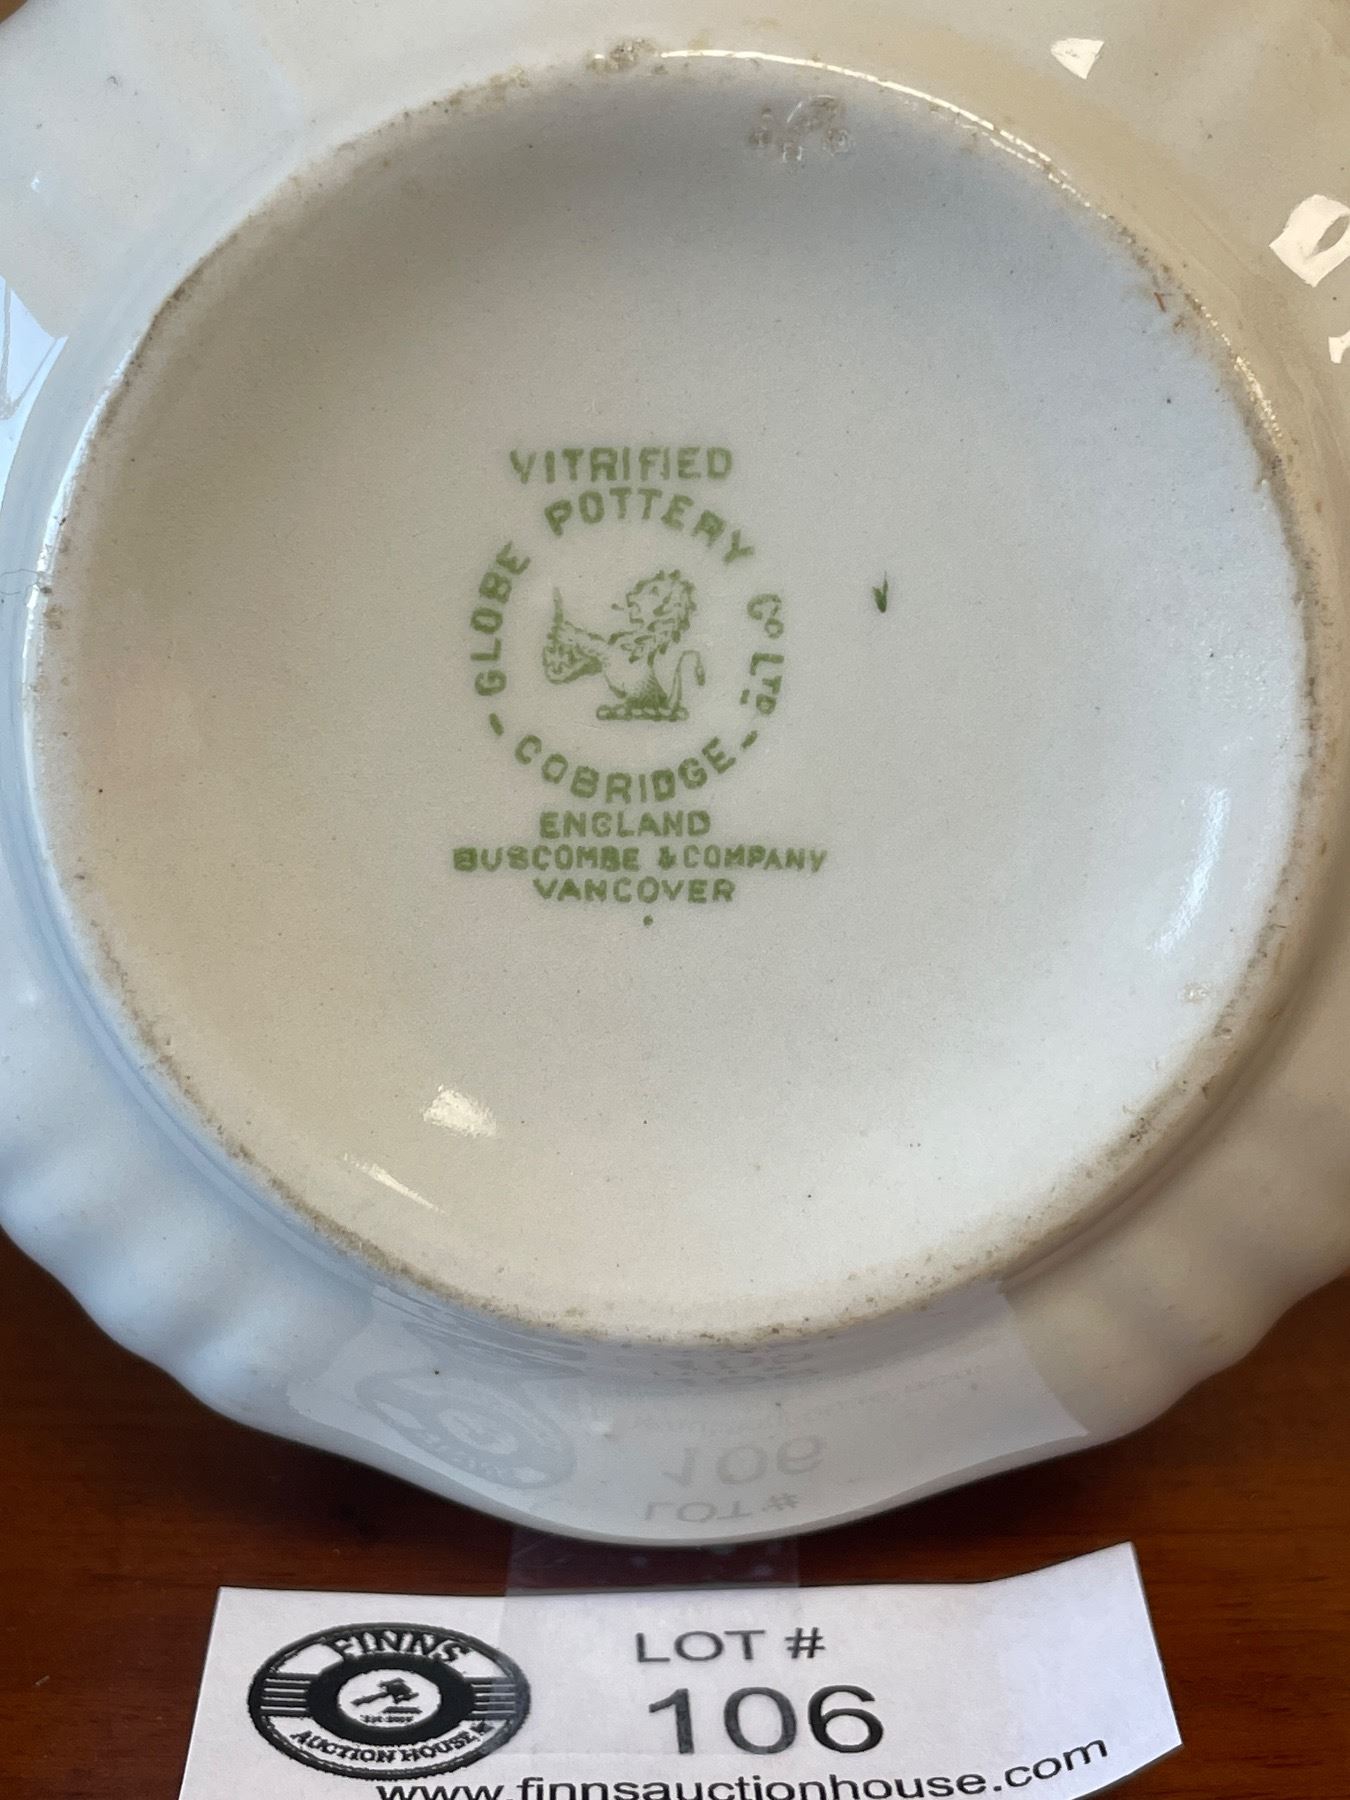 VITRIFIED
GLOBE POTTERY Co LTD
- COBRIDGE -
ENGLAND
BUSCOMBE & COMPANY
VANCOVER
FINNS
AUCTION HOUSE
LOT #
106
www.finnsauctionhouse.com